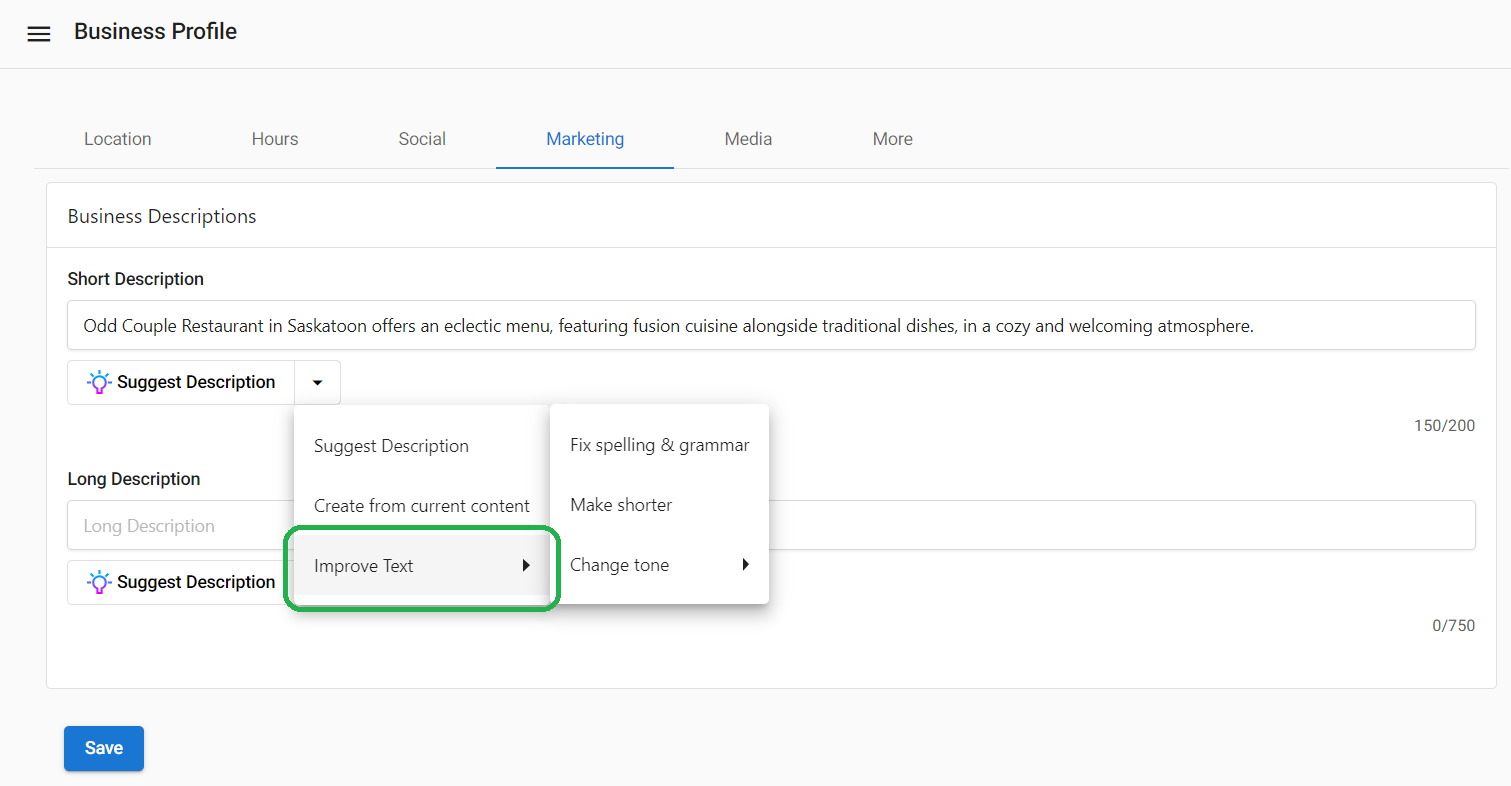 Business Profile
Location Hours Social Marketing Media More
Business Descriptions
Short Description
Odd Couple Restaurant in Saskatoon offers an eclectic menu, featuring fusion cuisine alongside traditional dishes, in a cozy and welcoming atmosphere.
Suggest Description
150/200
Suggest Description
Create from current content
Improve Text
Fix spelling & grammar
Make shorter
Change tone
Long Description
Long Description
Suggest Description
0/750
Save